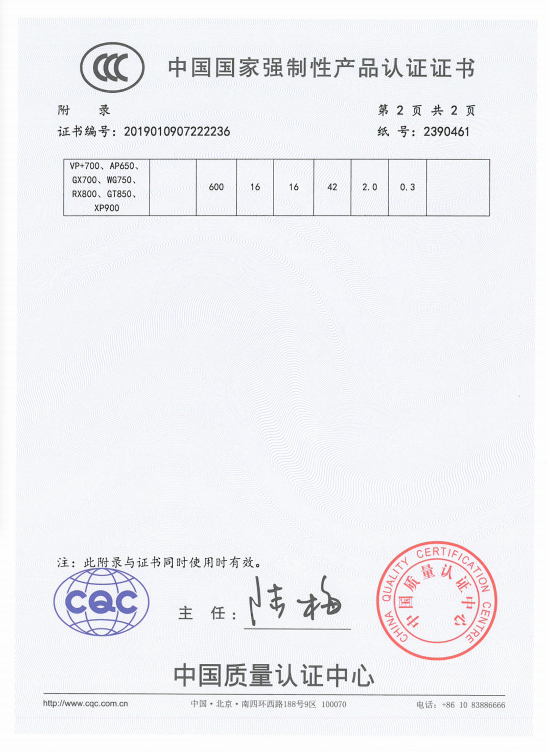 CCC
中国国家强制性产品认证证书
附 录 第 2 页 共 2 页
证书编号：2019010907222236 纸 号：2390461
VP+700、AP650、
GX700、WG750、
RX800、GT850、
XP900
600 16 16 42 2.0 0.3
注：此附录与证书同时使用时有效。
CQC
主 任：陆梅
CHINA QUALITY CERTIFICATION CENTRE
中国质量认证中心
中国质量认证中心
http://www.cqc.com.cn 中国·北京·南四环西路188号9区 100070 电话：+86 10 83886666